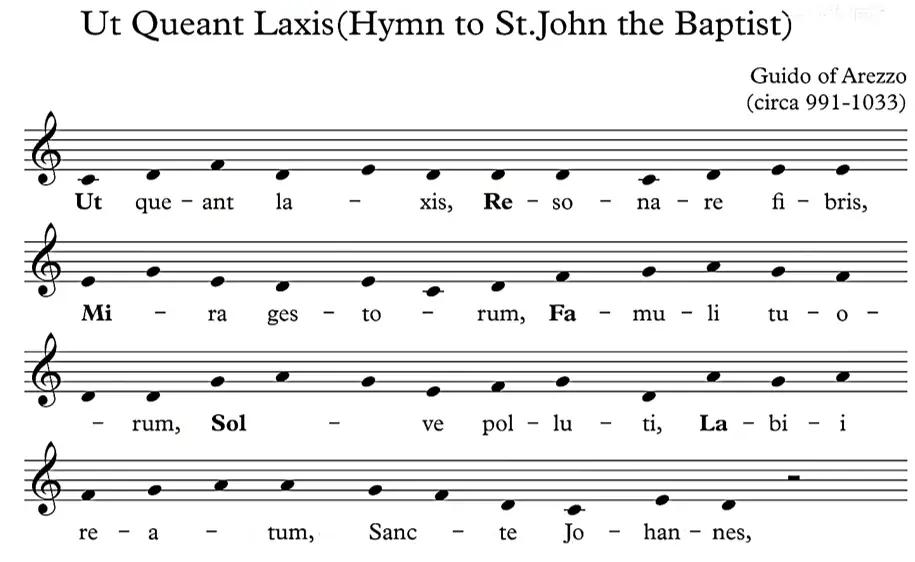 Ut Queant Laxis(Hymn to St.John the Baptist)
Guido of Arezzo
(circa 991-1033)
Ut que – ant la – xis, Re – so – na – re fi – bris,
Mi – ra ges – to – rum, Fa – mu – li tu – o –
– rum, Sol – ve pol – lu – ti, La – bi – i
re – a – tum, Sanc – te Jo – han – nes,